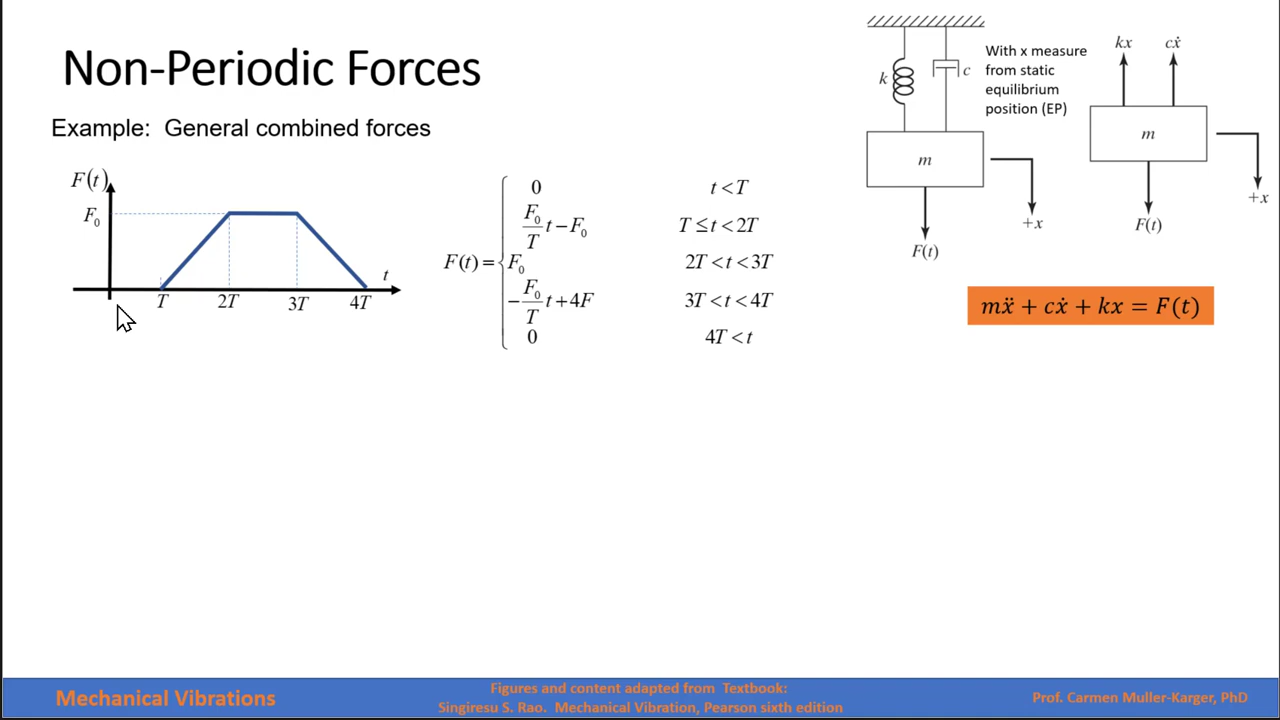 Non-Periodic Forces
Example: General combined forces
F(t)
F₀
t
T 2T 3T 4T
F(t) = {
0 t < T
F₀/T t − F₀ T ≤ t < 2T
F₀ 2T < t < 3T
− F₀/T t + 4F 3T < t < 4T
0 4T < t
k
c
With x measure
from static
equilibrium
position (EP)
m
+x
F(t)
kx cẋ
m
+x
F(t)
mẍ + cẋ + kx = F(t)
Mechanical Vibrations
Figures and content adapted from Textbook:
Singiresu S. Rao. Mechanical Vibration, Pearson sixth edition
Prof. Carmen Muller-Karger, PhD